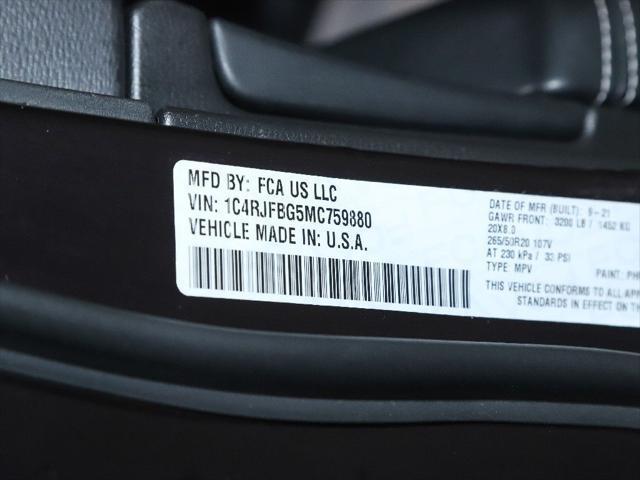 MFD BY: FCA US LLC
VIN: 1C4RJFBG5MC759880
VEHICLE MADE IN: U.S.A.
DATE OF MFR (BUILT): 9-21
GAWR FRONT: 3200 LB / 1452 KG
20X8.0
265/50R20 107V
AT 230 kPa / 33 PSI
TYPE: MPV
PAINT:
THIS VEHICLE CONFORMS TO ALL
STANDARDS IN EFFECT ON